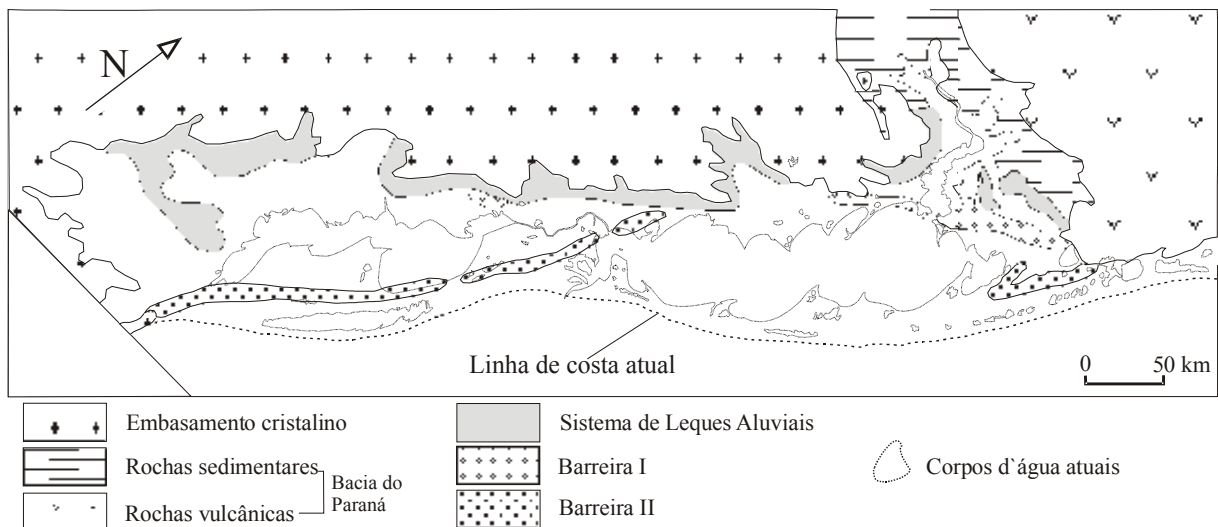 N
Linha de costa atual
0 50 km
Embasamento cristalino
Rochas sedimentares
Rochas vulcânicas
Bacia do
Paraná
Sistema de Leques Aluviais
Barreira I
Barreira II
Corpos d`água atuais